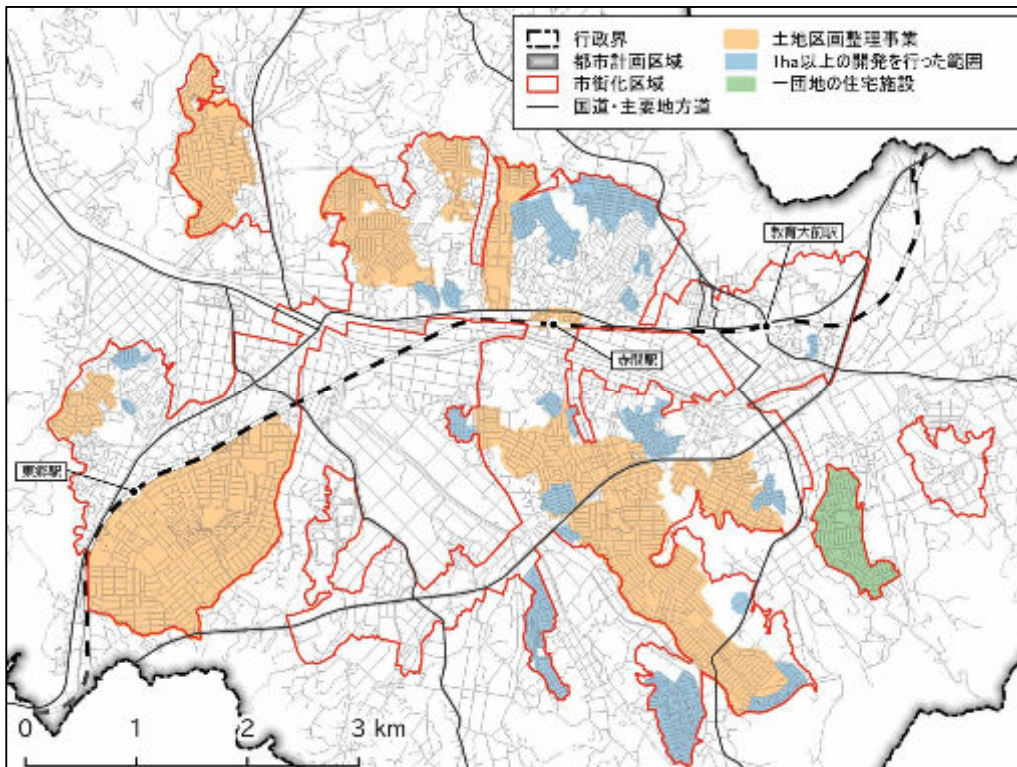 行政界
都市計画区域
市街化区域
国道・主要地方道
土地区画整理事業
1ha以上の開発を行った範囲
一団地の住宅施設
教育大前駅
赤間駅
東郷駅
0 1 2 3 km